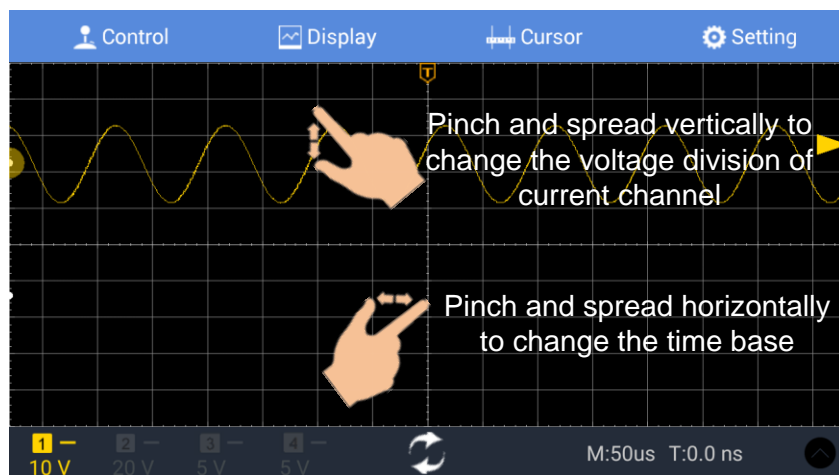 Control Display Cursor Setting
T
Pinch and spread vertically to
change the voltage division of
current channel
Pinch and spread horizontally
to change the time base
1 2 3 4
10 V 20 V 5 V 5 V M:50us T:0.0 ns